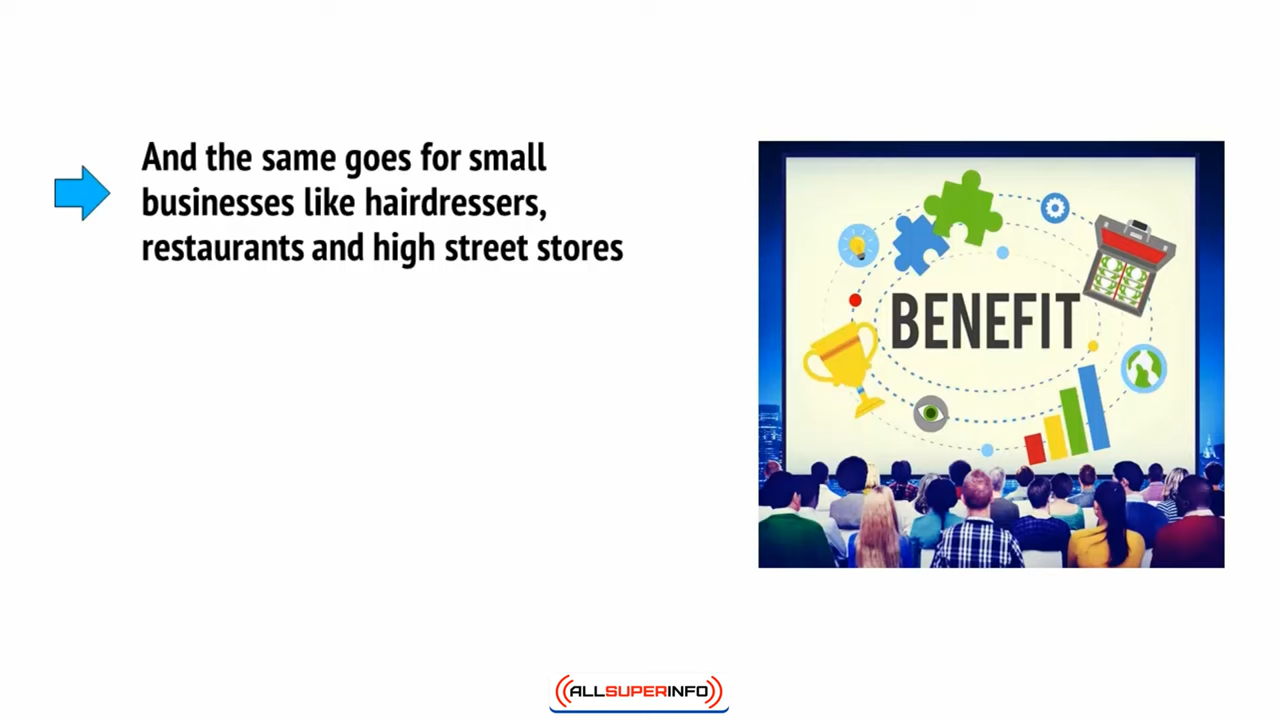 And the same goes for small
businesses like hairdressers,
restaurants and high street stores
BENEFIT
ALLSUPERINFO